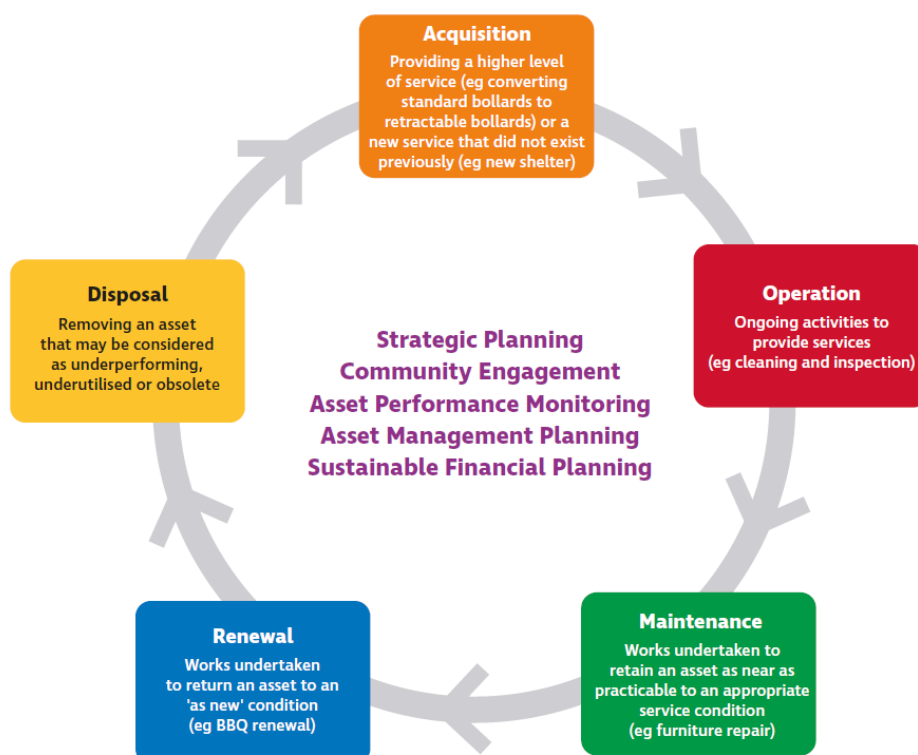 Acquisition
Providing a higher level
of service (eg converting
standard bollards to
retractable bollards) or a
new service that did not exist
previously (eg new shelter)
Operation
Ongoing activities to
provide services
(eg cleaning and inspection)
Maintenance
Works undertaken to
retain an asset as near as
practicable to an appropriate
service condition
(eg furniture repair)
Renewal
Works undertaken
to return an asset to an
'as new' condition
(eg BBQ renewal)
Disposal
Removing an asset
that may be considered
as underperforming,
underutilised or obsolete
Strategic Planning
Community Engagement
Asset Performance Monitoring
Asset Management Planning
Sustainable Financial Planning